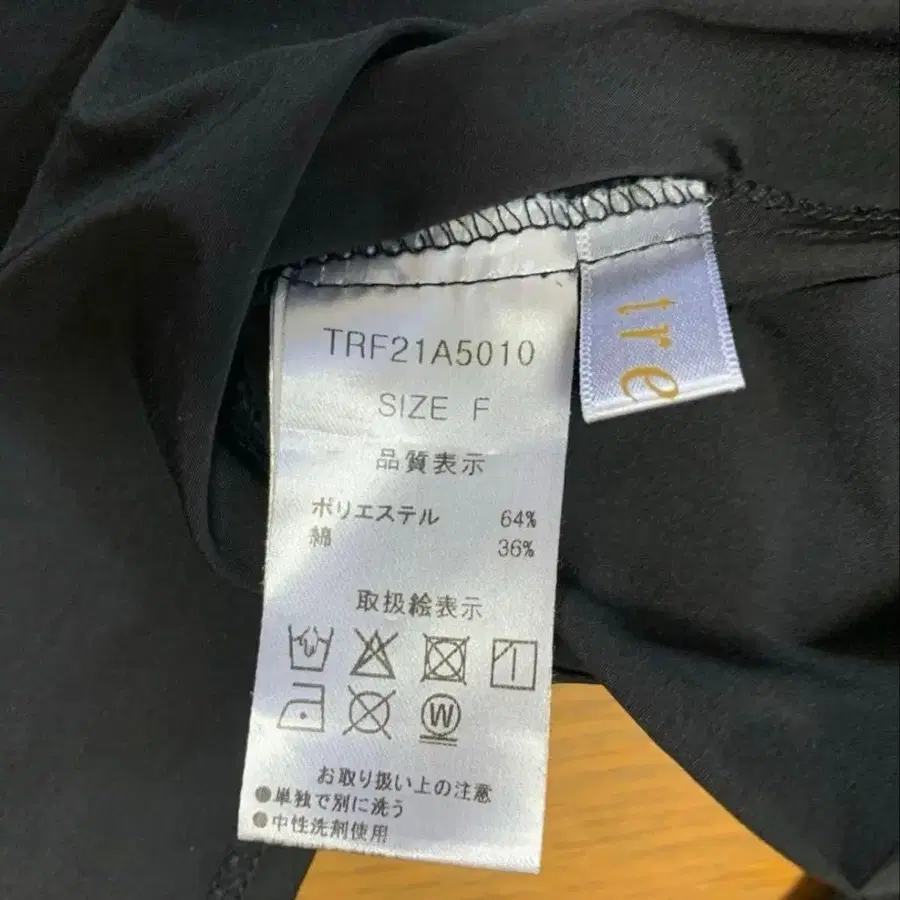 TRF21A5010
SIZE F
品質表示
ポリエステル 64%
綿 36%
取扱絵表示
W
お取り扱い上の注意
●単独で別に洗う
●中性洗剤使用
tre